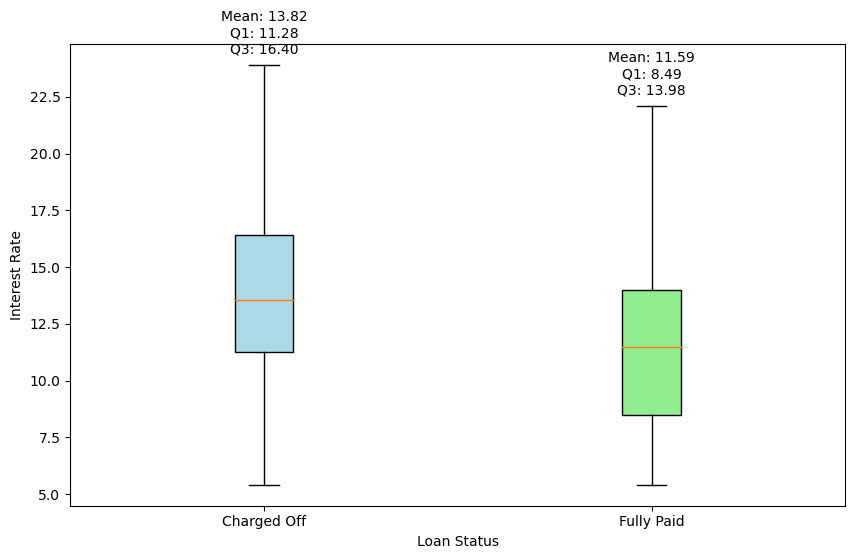 Mean: 13.82
Q1: 11.28
Q3: 16.40
Mean: 11.59
Q1: 8.49
Q3: 13.98
22.5
20.0
17.5
15.0
12.5
10.0
7.5
5.0
Interest Rate
Charged Off
Fully Paid
Loan Status